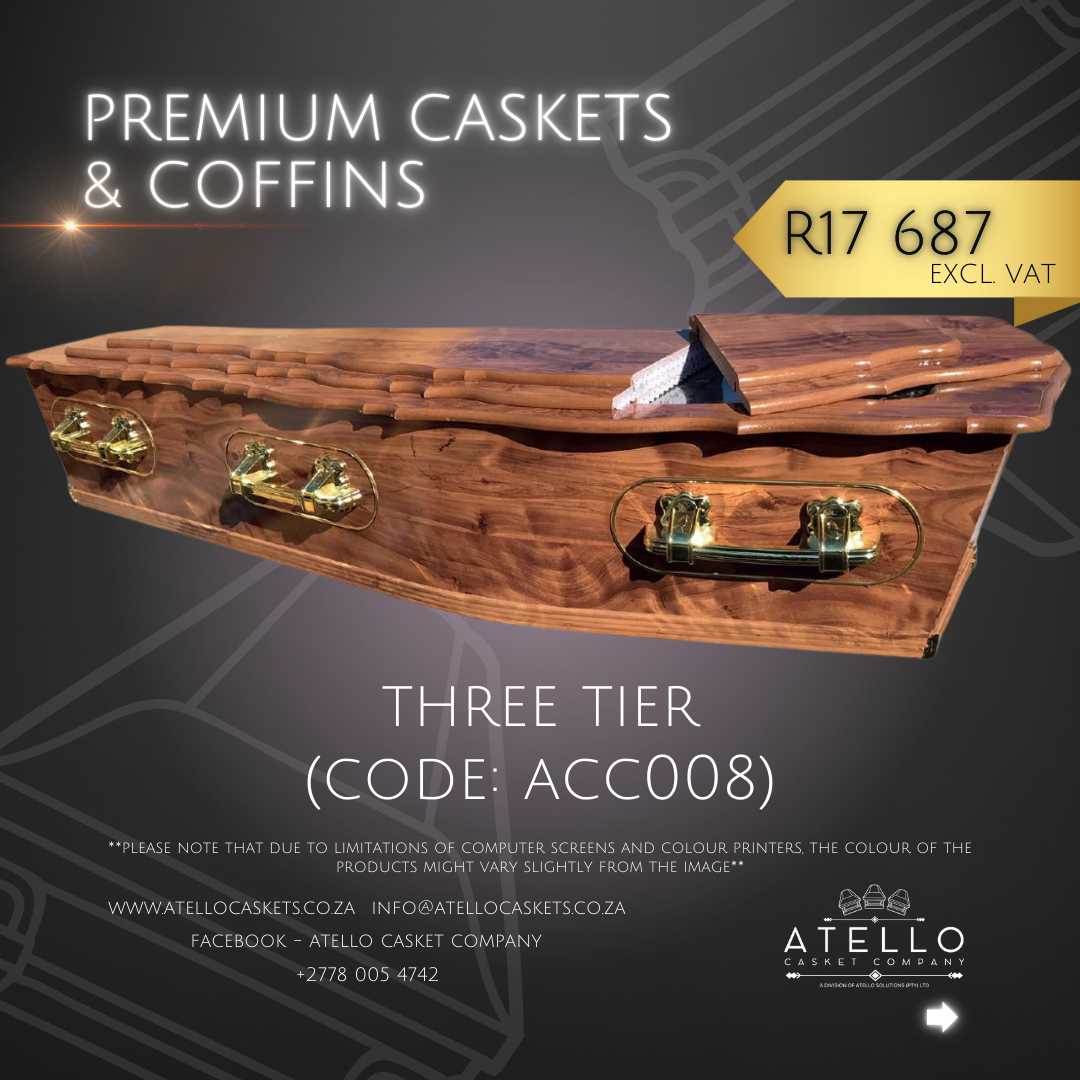 PREMIUM CASKETS
& COFFINS
R17 687
EXCL. VAT
THREE TIER
(CODE: ACC008)
**PLEASE NOTE THAT DUE TO LIMITATIONS OF COMPUTER SCREENS AND COLOUR PRINTERS, THE COLOUR OF THE
PRODUCTS MIGHT VARY SLIGHTLY FROM THE IMAGE**
WWW.ATELLOCASKETS.CO.ZA INFO@ATELLOCASKETS.CO.ZA
FACEBOOK - ATELLO CASKET COMPANY
+2778 005 4742
ATELLO
CASKET COMPANY
A DIVISION OF ATELLO SOLUTIONS (PTY) LTD